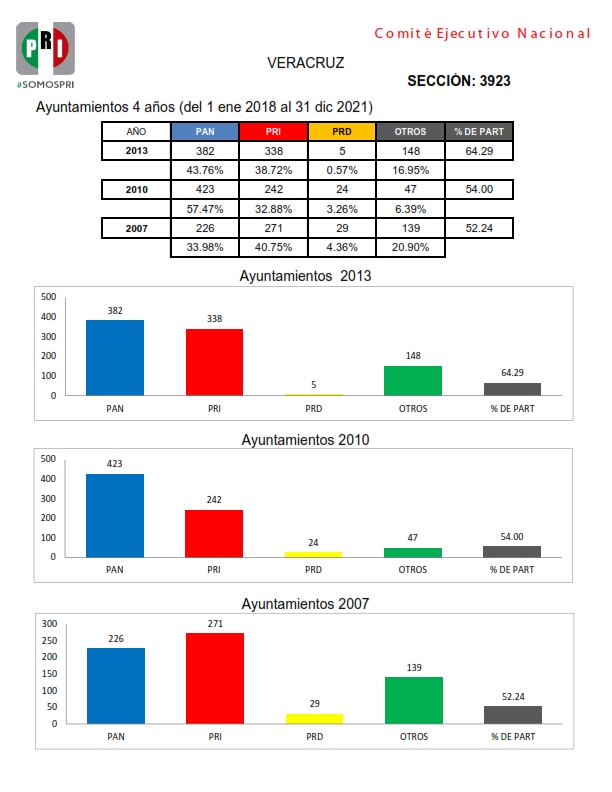 Comité Ejecutivo Nacional
PRI
#SOMOSPRI
VERACRUZ
SECCIÓN: 3923
Ayuntamientos 4 años (del 1 ene 2018 al 31 dic 2021)
AÑO PAN PRI PRD OTROS % DE PART
2013 382 338 5 148 64.29
43.76% 38.72% 0.57% 16.95%
2010 423 242 24 47 54.00
57.47% 32.88% 3.26% 6.39%
2007 226 271 29 139 52.24
33.98% 40.75% 4.36% 20.90%
Ayuntamientos 2013
500
400
300
200
100
0
382 338 5 148 64.29
PAN PRI PRD OTROS % DE PART
Ayuntamientos 2010
500
400
300
200
100
0
423 242 24 47 54.00
PAN PRI PRD OTROS % DE PART
Ayuntamientos 2007
300
250
200
150
100
50
0
226 271 29 139 52.24
PAN PRI PRD OTROS % DE PART